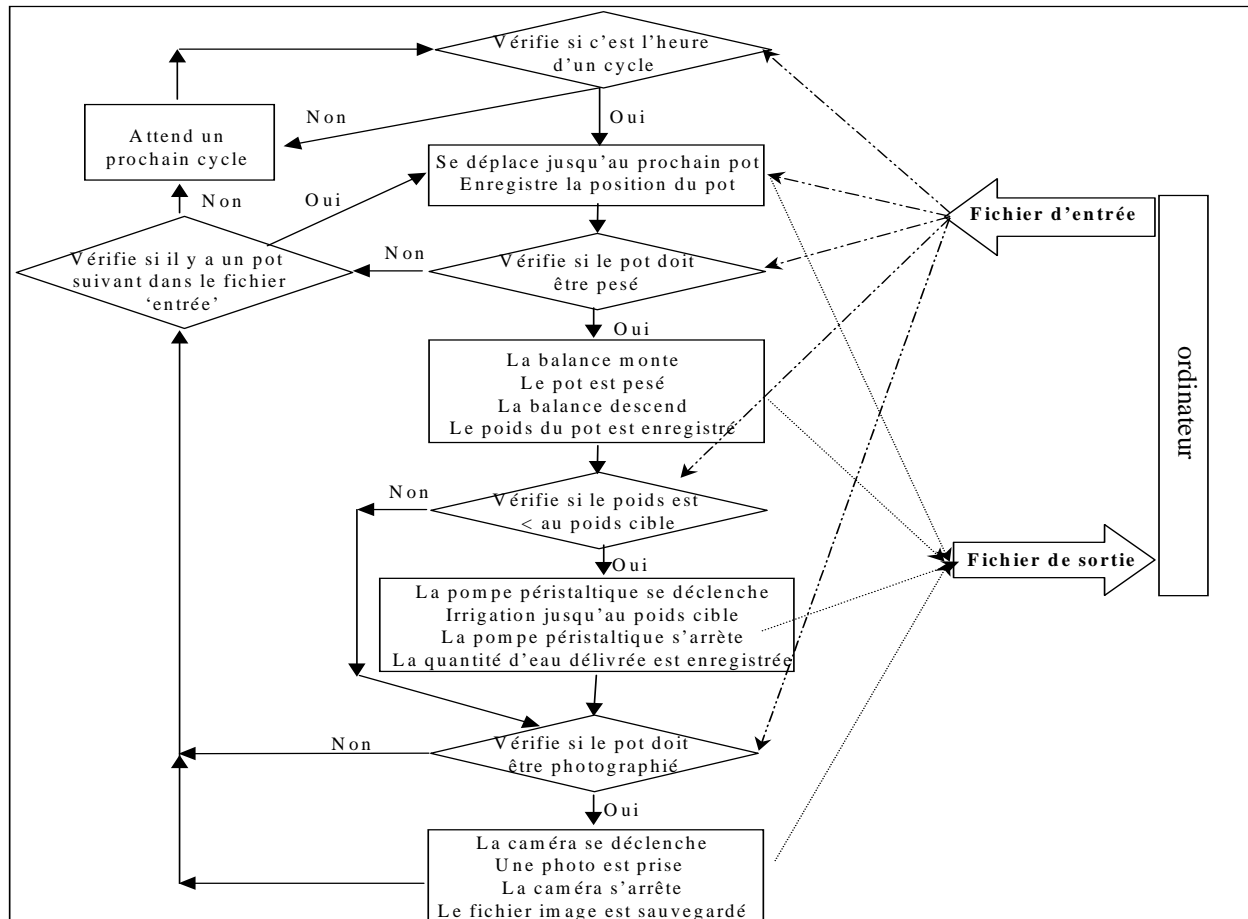 Vérifie si c’est l’heure
d’un cycle
Non
Oui
Attend un
prochain cycle
Se déplace jusqu’au prochain pot
Enregistre la position du pot
Non
Oui
Fichier d’entrée
Vérifie si il y a un pot
suivant dans le fichier
‘entrée’
Non
Vérifie si le pot doit
être pesé
Oui
La balance monte
Le pot est pesé
La balance descend
Le poids du pot est enregistré
ordinateur
Non
Vérifie si le poids est
< au poids cible
Oui
Fichier de sortie
La pompe péristaltique se déclenche
Irrigation jusqu’au poids cible
La pompe péristaltique s’arrète
La quantité d’eau délivrée est enregistrée
Non
Vérifie si le pot doit
être photographié
Oui
La caméra se déclenche
Une photo est prise
La caméra s’arrête
Le fichier image est sauvegardé